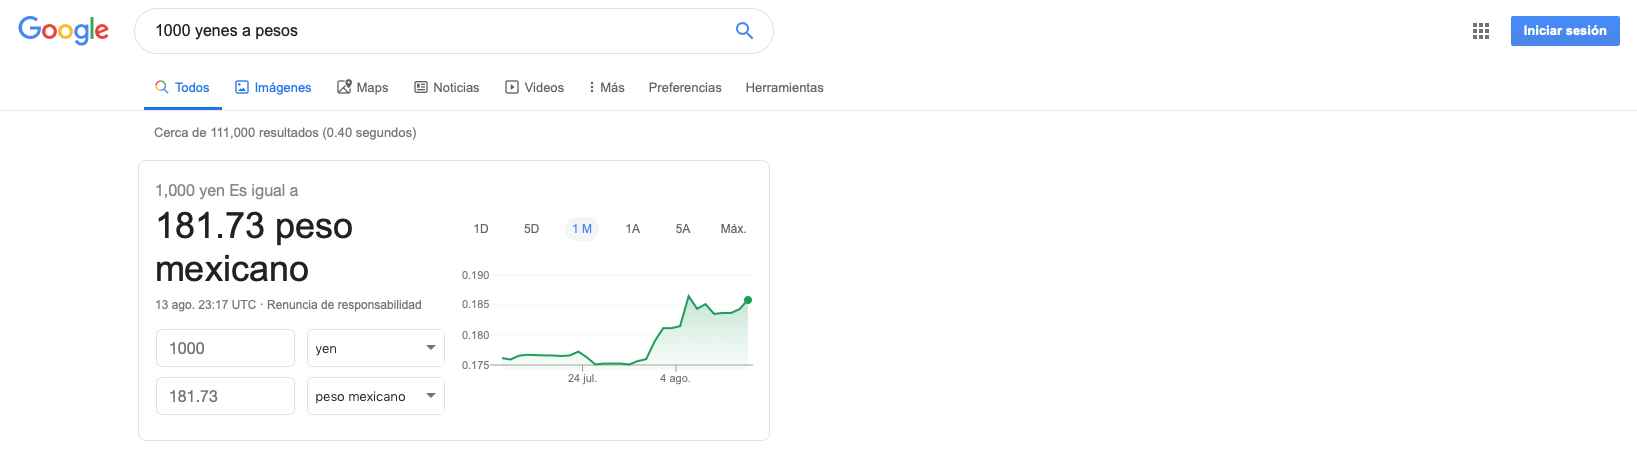 Google
1000 yenes a pesos
Iniciar sesión
Todos Imágenes Maps Noticias Videos Más Preferencias Herramientas
Cerca de 111,000 resultados (0.40 segundos)
1,000 yen Es igual a
181.73 peso
mexicano
13 ago. 23:17 UTC · Renuncia de responsabilidad
1000 yen
181.73 peso mexicano
1D 5D 1 M 1A 5A Máx.
0.190
0.185
0.180
0.175
24 jul. 4 ago.